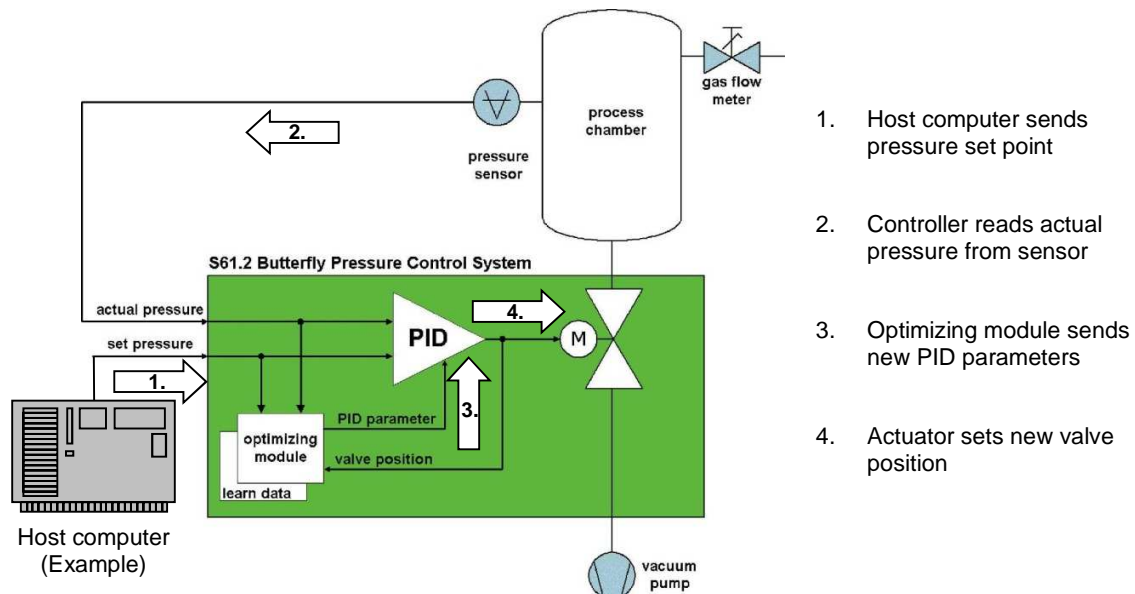 gas flow
meter
process
chamber
2.
pressure
sensor
S61.2 Butterfly Pressure Control System
actual pressure
4.
PID
M
set pressure
1.
3.
PID parameter
optimizing
module
valve position
learn data
Host computer
(Example)
vacuum
pump
1. Host computer sends
pressure set point
2. Controller reads actual
pressure from sensor
3. Optimizing module sends
new PID parameters
4. Actuator sets new valve
position